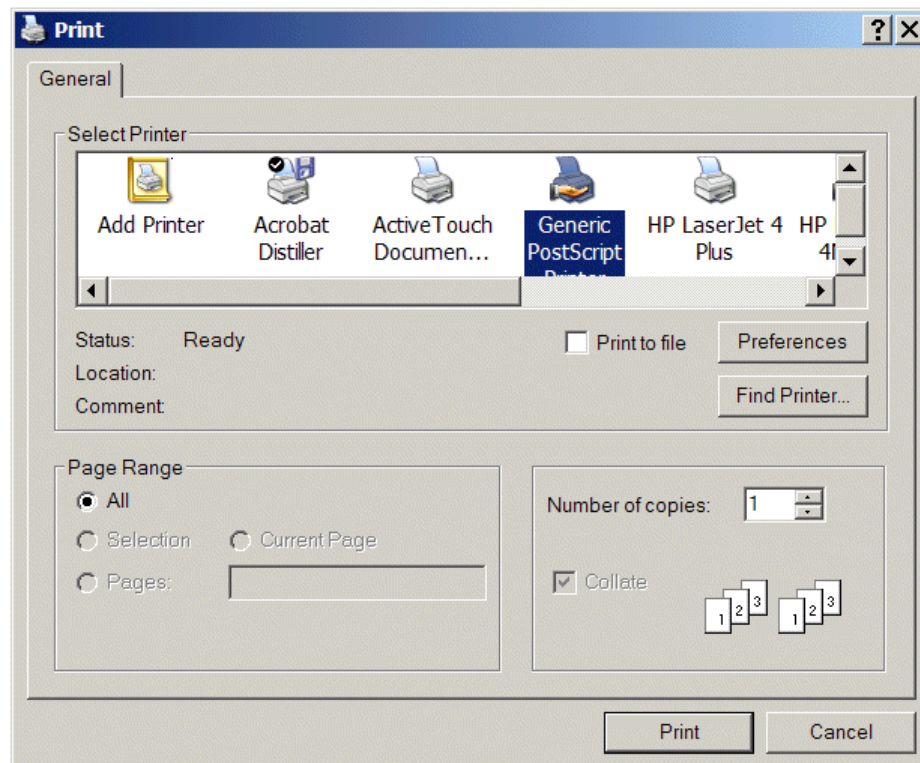 Print
General
Select Printer
Add Printer
Acrobat
Distiller
ActiveTouch
Documen...
Generic
PostScript
Printer
HP LaserJet 4
Plus
HP
Status: Ready
Print to file
Preferences
Location:
Find Printer...
Comment:
Page Range
All
Number of copies: 1
Selection
Current Page
Pages:
Collate
1 2 3 1 2 3
Print
Cancel